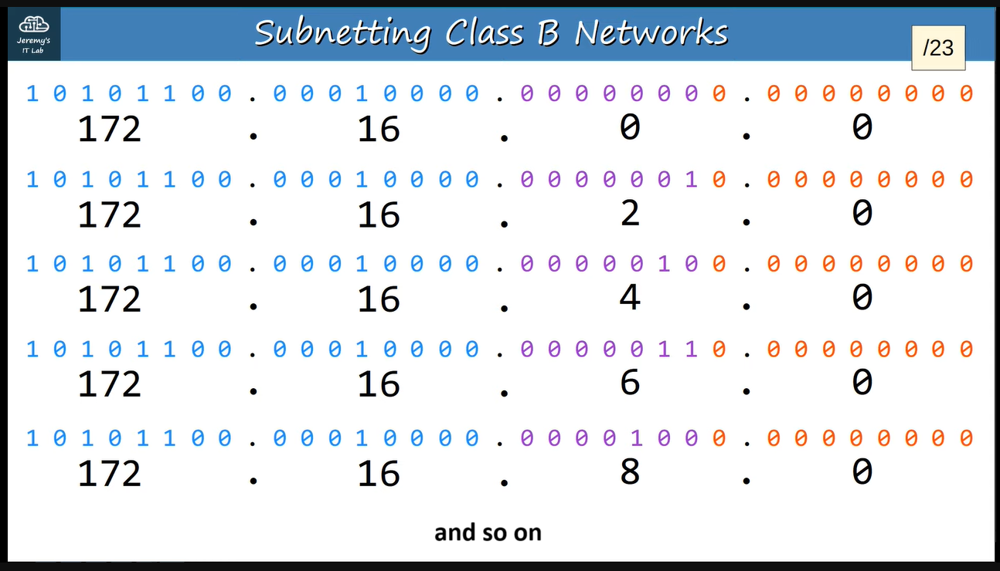 Jeremy's
IT Lab
Subnetting Class B Networks
/23
1 0 1 0 1 1 0 0 . 0 0 0 1 0 0 0 0 . 0 0 0 0 0 0 0 0 . 0 0 0 0 0 0 0 0
172 . 16 . 0 . 0
1 0 1 0 1 1 0 0 . 0 0 0 1 0 0 0 0 . 0 0 0 0 0 0 1 0 . 0 0 0 0 0 0 0 0
172 . 16 . 2 . 0
1 0 1 0 1 1 0 0 . 0 0 0 1 0 0 0 0 . 0 0 0 0 0 1 0 0 . 0 0 0 0 0 0 0 0
172 . 16 . 4 . 0
1 0 1 0 1 1 0 0 . 0 0 0 1 0 0 0 0 . 0 0 0 0 0 1 1 0 . 0 0 0 0 0 0 0 0
172 . 16 . 6 . 0
1 0 1 0 1 1 0 0 . 0 0 0 1 0 0 0 0 . 0 0 0 0 1 0 0 0 . 0 0 0 0 0 0 0 0
172 . 16 . 8 . 0
and so on